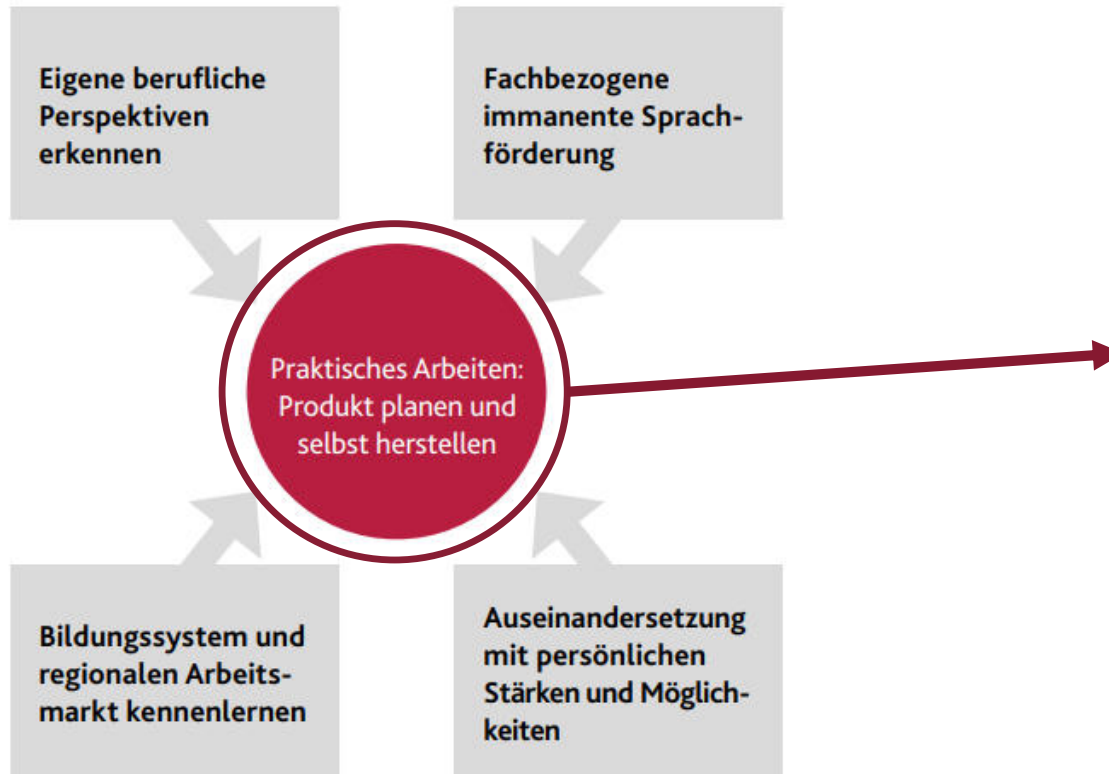 Eigene berufliche
Perspektiven
erkennen
Fachbezogene
immanente Sprach-
förderung
Praktisches Arbeiten:
Produkt planen und
selbst herstellen
Bildungssystem und
regionalen Arbeits-
markt kennenlernen
Auseinandersetzung
mit persönlichen
Stärken und Möglich-
keiten